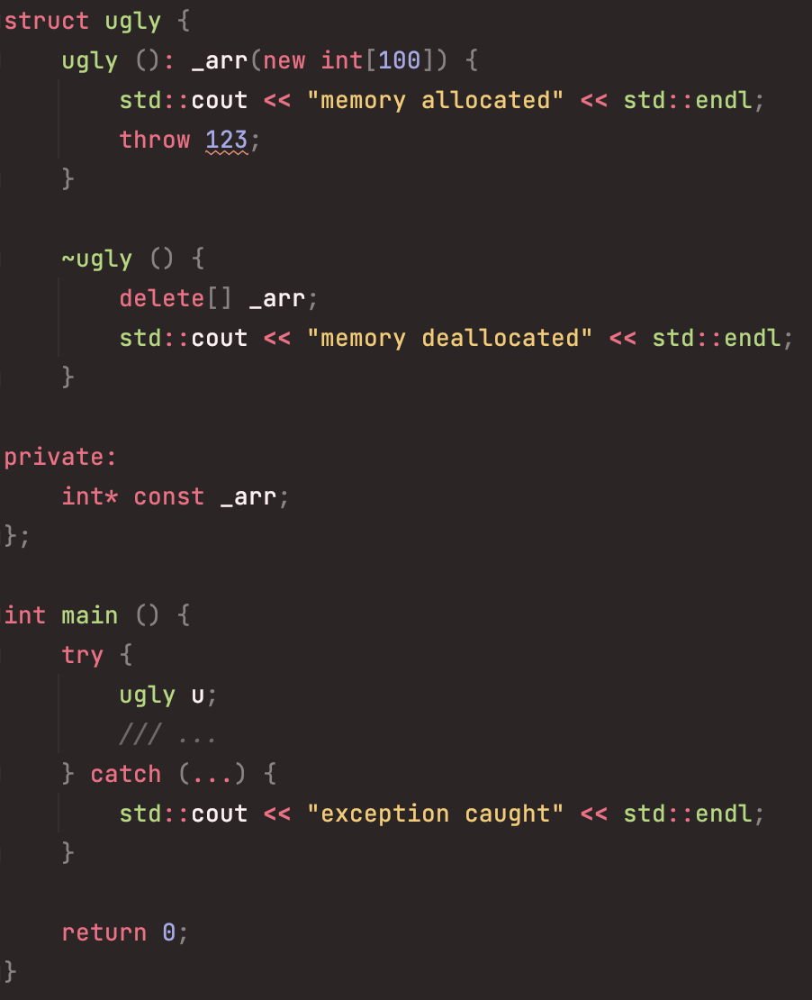 struct ugly {
    ugly (): _arr(new int[100]) {
        std::cout << "memory allocated" << std::endl;
        throw 123;
    }

    ~ugly () {
        delete[] _arr;
        std::cout << "memory deallocated" << std::endl;
    }

private:
    int* const _arr;
};

int main () {
    try {
        ugly u;
        /// ...
    } catch (...) {
        std::cout << "exception caught" << std::endl;
    }

    return 0;
}